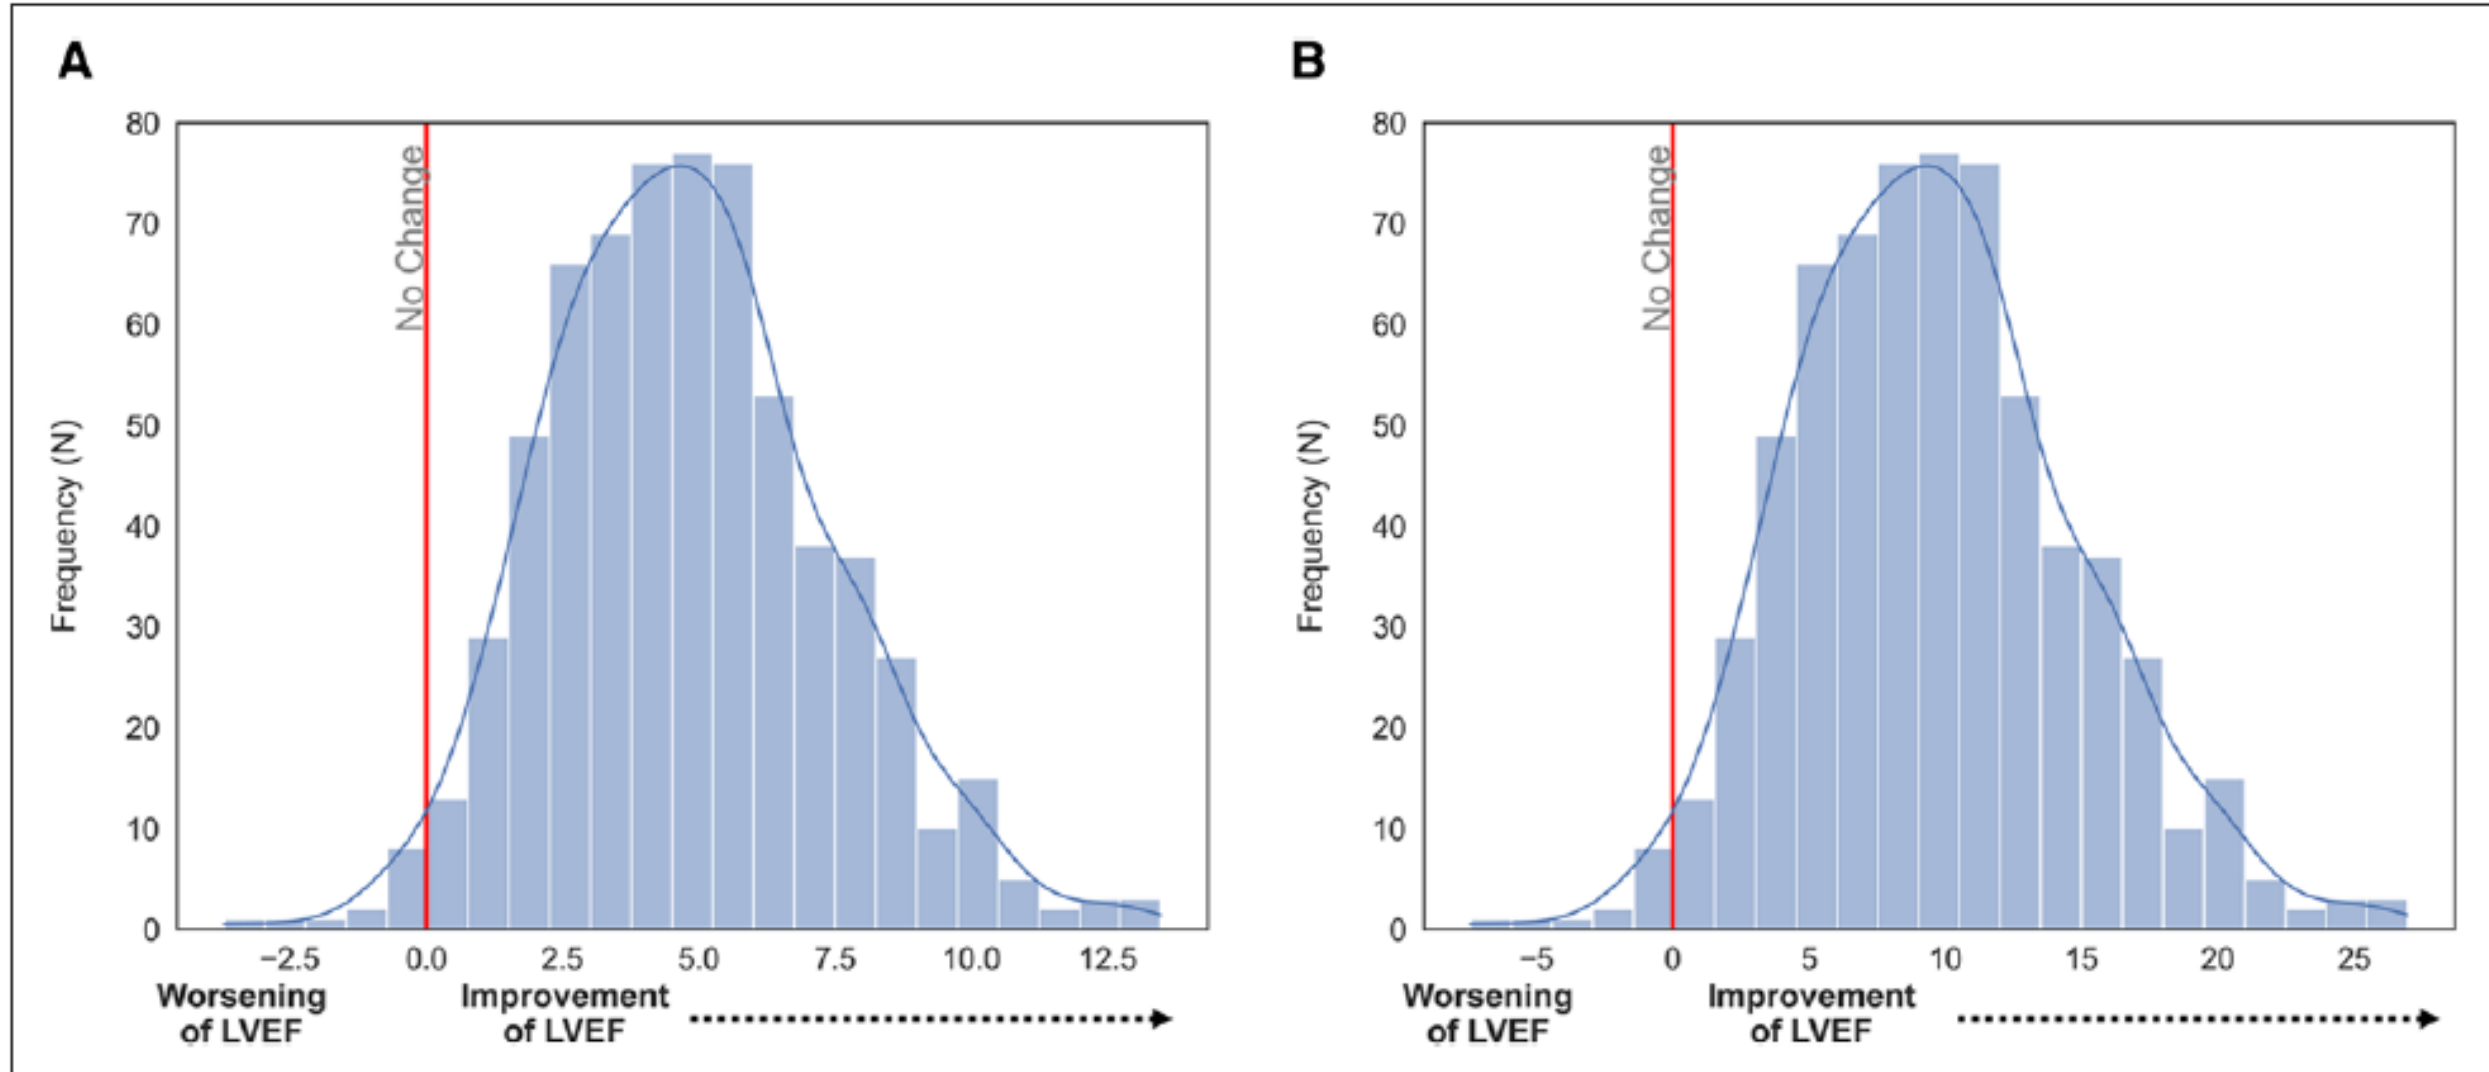 A
80
70
60
50
40
30
20
10
0
Frequency (N)
No Change
−2.5 0.0 2.5 5.0 7.5 10.0 12.5
Worsening
of LVEF
Improvement
of LVEF
B
80
70
60
50
40
30
20
10
0
Frequency (N)
No Change
−5 0 5 10 15 20 25
Worsening
of LVEF
Improvement
of LVEF